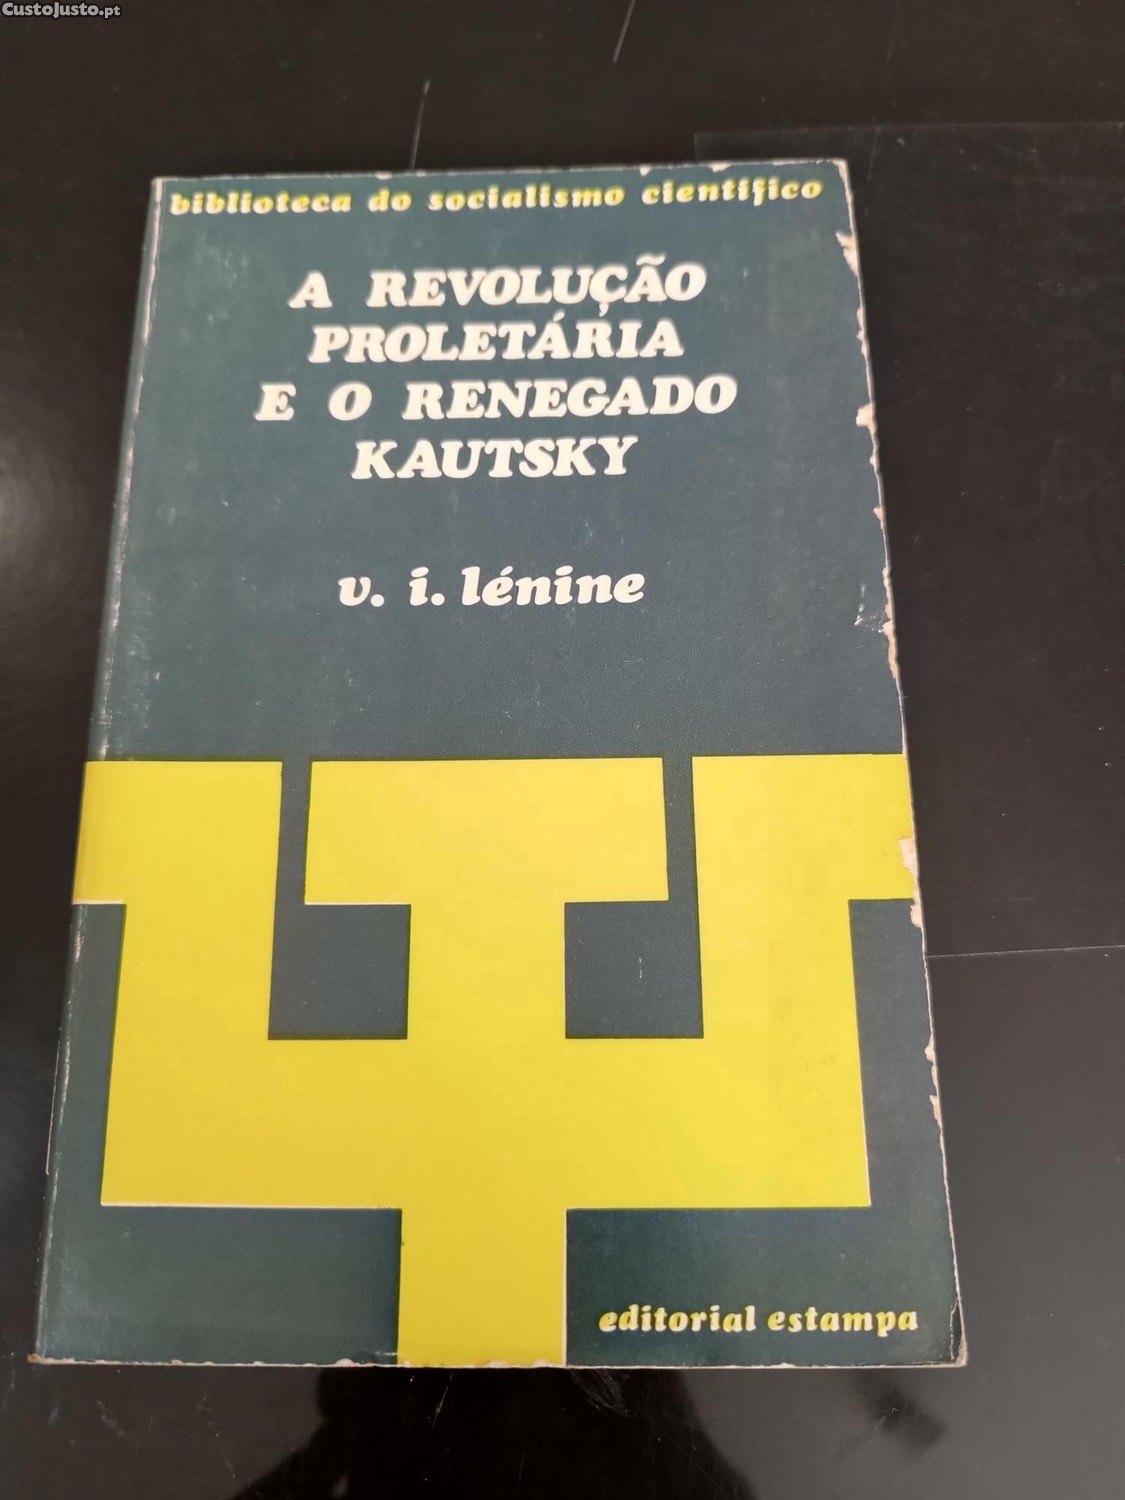 CustoJusto.pt
biblioteca do socialismo científico
A REVOLUÇÃO
PROLETÁRIA
E O RENEGADO
KAUTSKY
v. i. lénine
editorial estampa